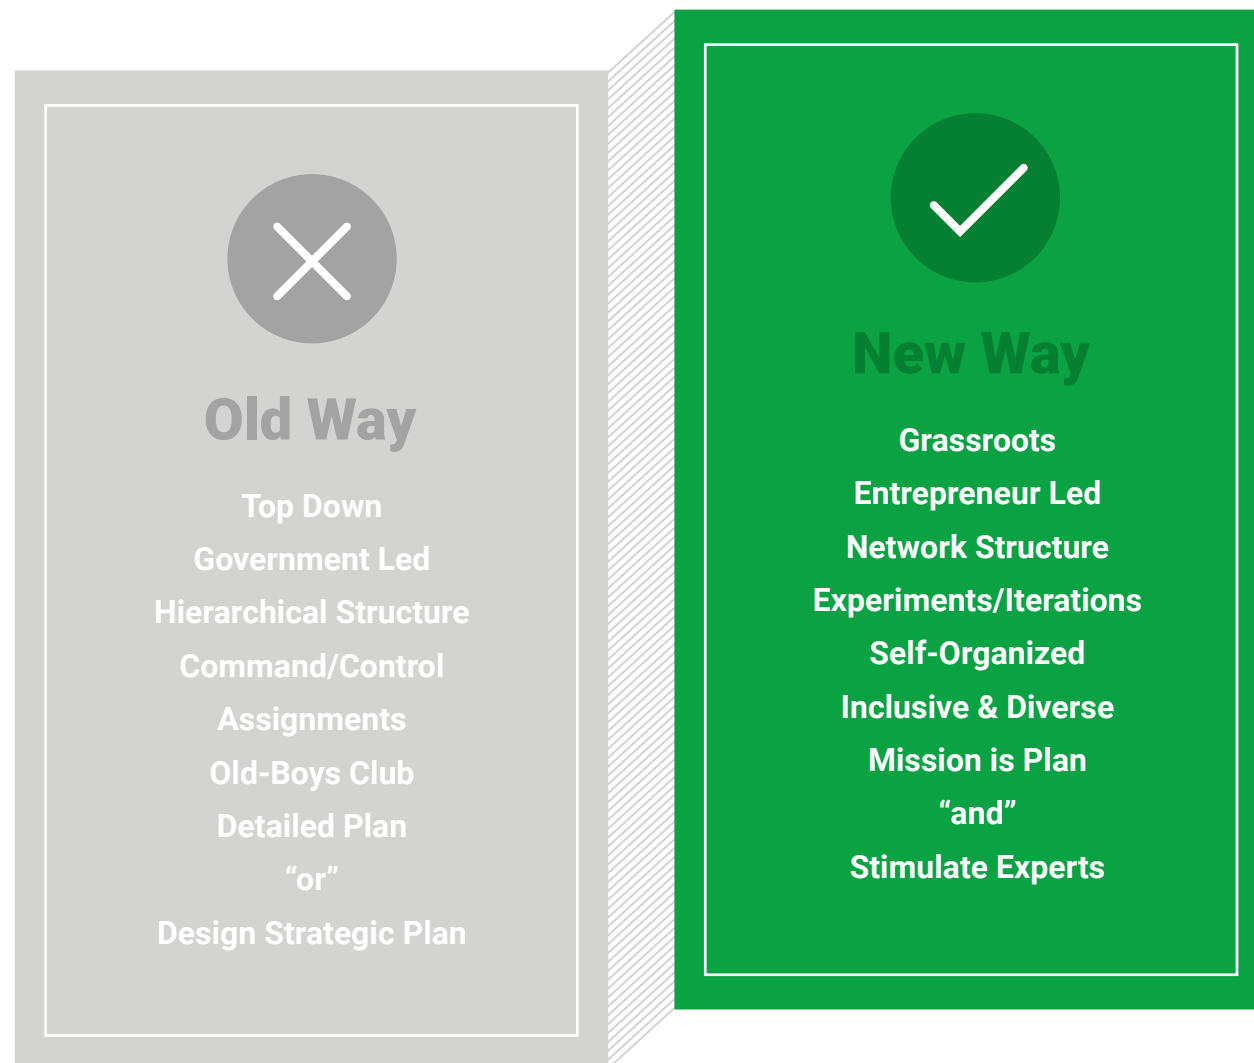 Old Way
Top Down
Government Led
Hierarchical Structure
Command/Control
Assignments
Old-Boys Club
Detailed Plan
“or”
Design Strategic Plan
New Way
Grassroots
Entrepreneur Led
Network Structure
Experiments/Iterations
Self-Organized
Inclusive & Diverse
Mission is Plan
“and”
Stimulate Experts